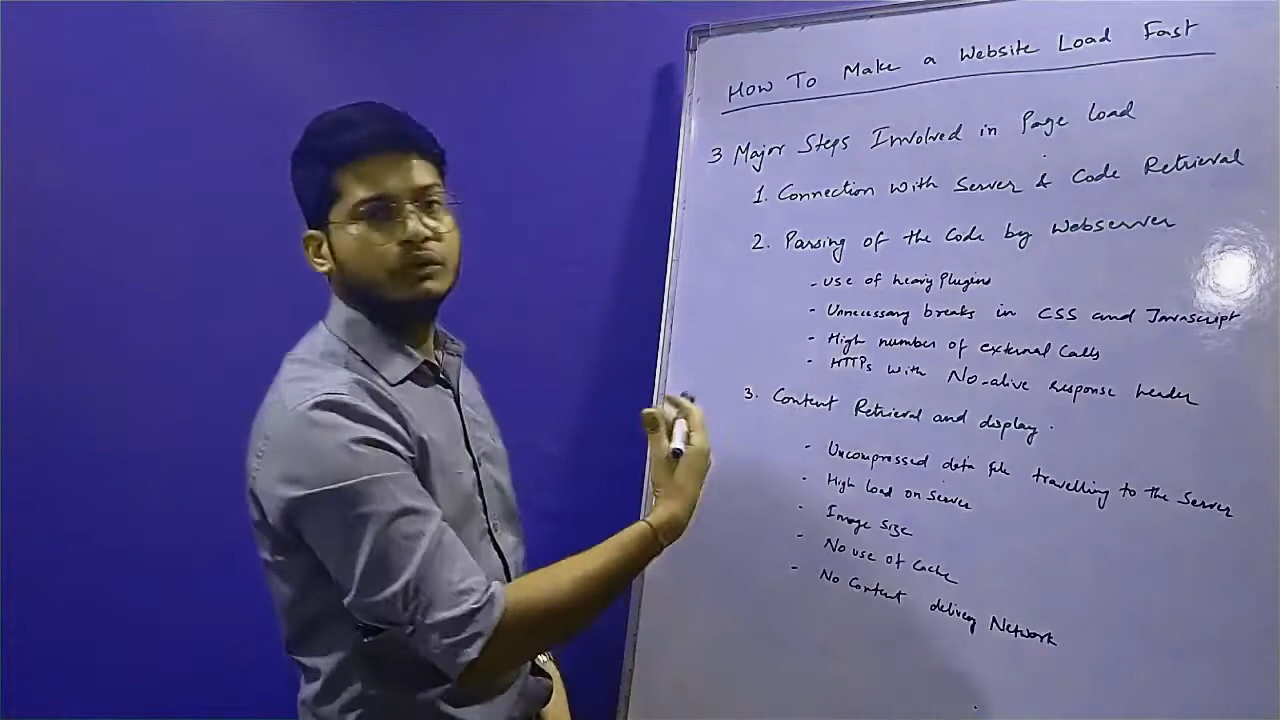 How To Make a Website Load Fast
3 Major Steps Involved in Page Load
1. Connection with Server & Code Retrieval
2. Parsing of the Code by Webserver
- Use of heavy Plugins
- Unnecessary breaks in CSS and Javascript
- High number of external Calls
- HTTPs with No-alive response header
3. Content Retrieval and display.
- Uncompressed data file travelling to the Server
- High Load on Server
- Image Size
- No use of Cache
- No Content delivery Network